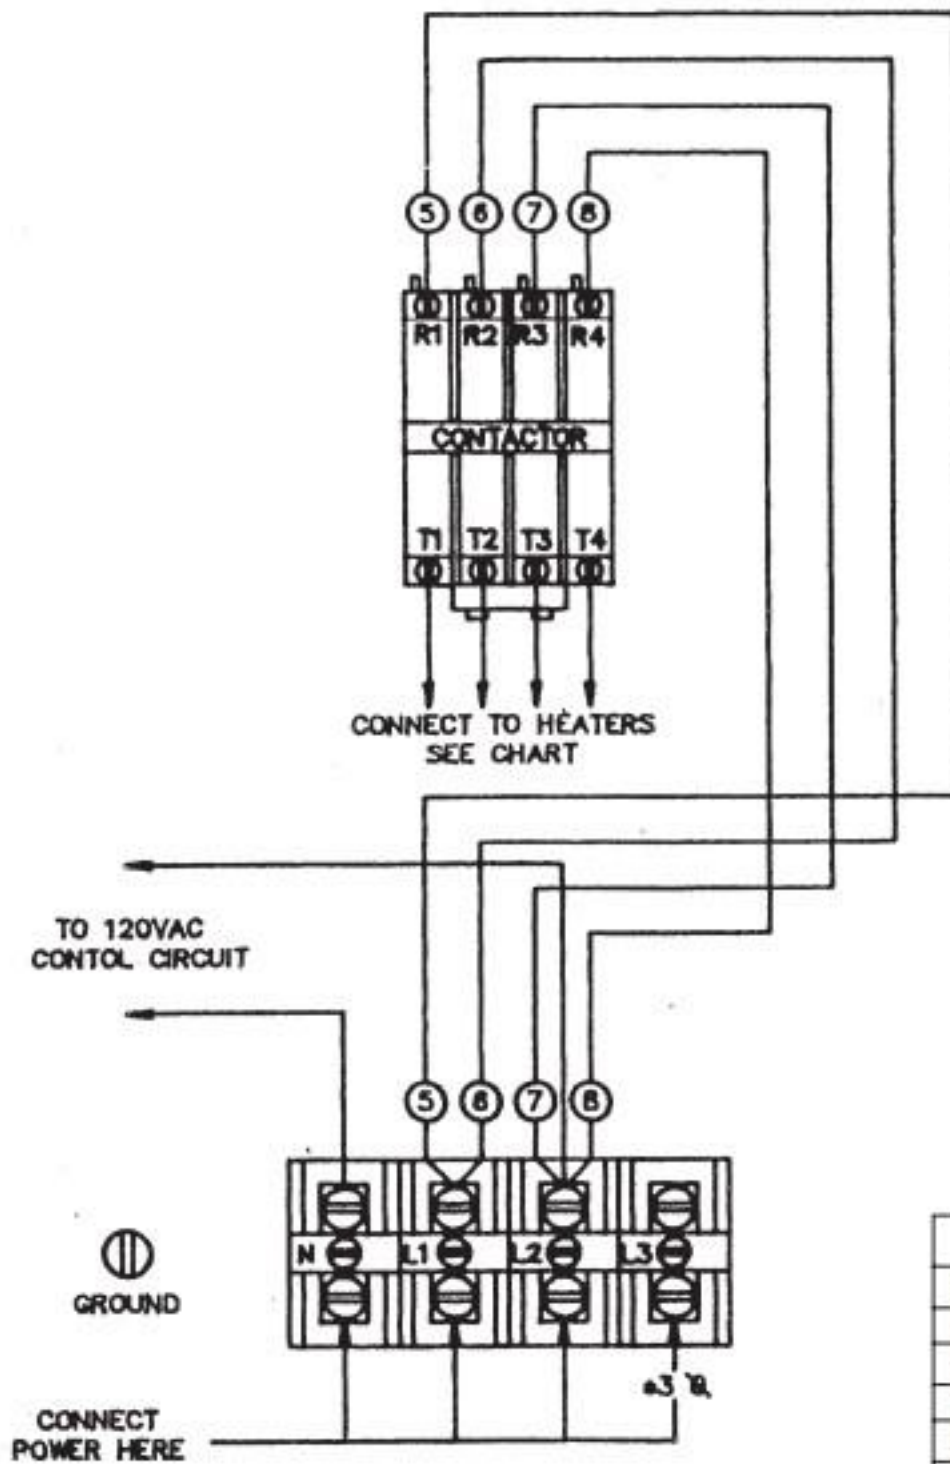 5 6 7 8
R1 R2 R3 R4
CONTACTOR
T1 T2 T3 T4
CONNECT TO HEATERS
SEE CHART
TO 120VAC
CONTOL CIRCUIT
5 6 7 8
N L1 L2 L3
GROUND
CONNECT
POWER HERE